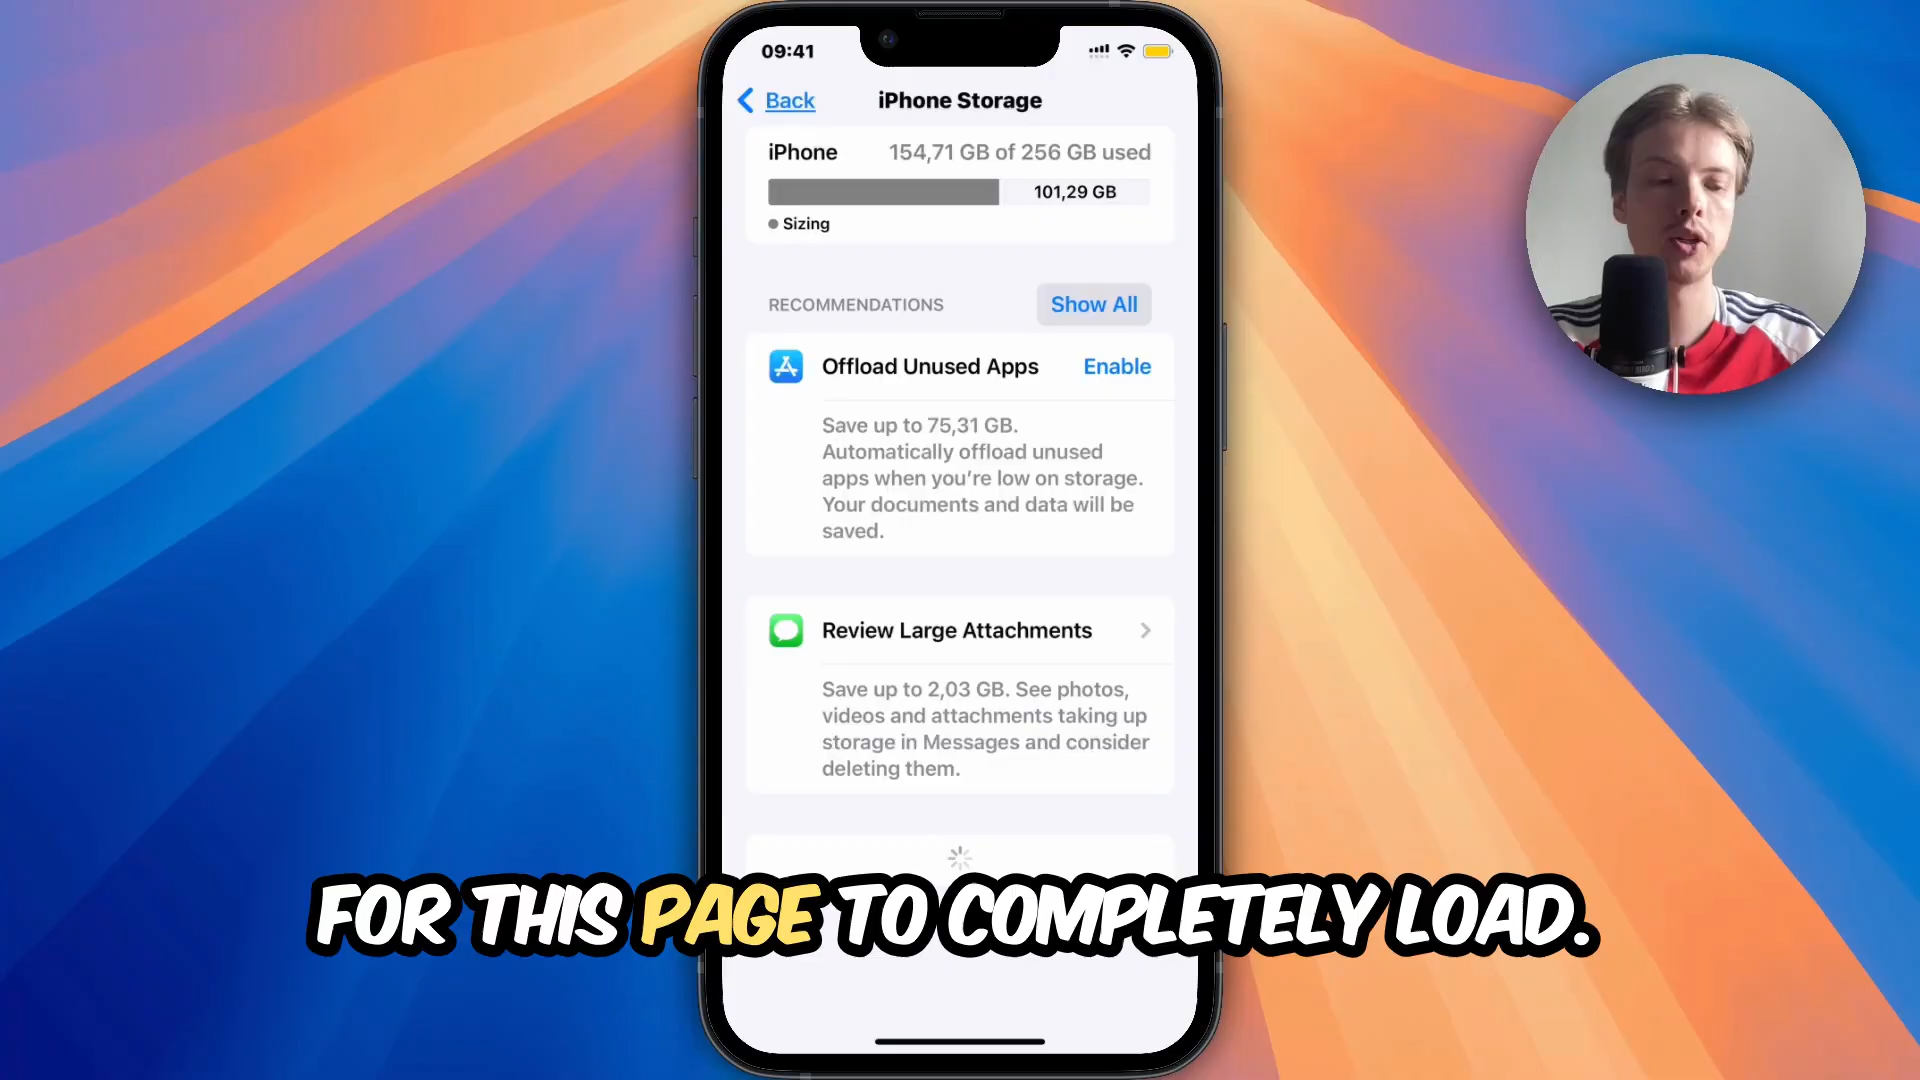 09:41
Back
iPhone Storage
iPhone
154,71 GB of 256 GB used
101,29 GB
Sizing
RECOMMENDATIONS
Show All
Offload Unused Apps
Enable
Save up to 75,31 GB.
Automatically offload unused
apps when you’re low on storage.
Your documents and data will be
saved.
Review Large Attachments
Save up to 2,03 GB. See photos,
videos and attachments taking up
storage in Messages and consider
deleting them.
FOR THIS PAGE TO COMPLETELY LOAD.